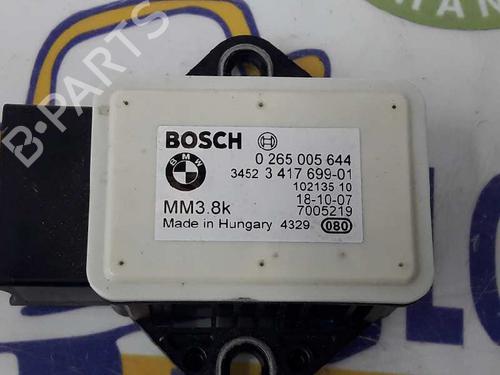 BOSCH
0 265 005 644
BMW
3452 3 417 699-01
102135 10
18-10-07
MM3.8k
7005219
Made in Hungary 4329 080
B-PARTS